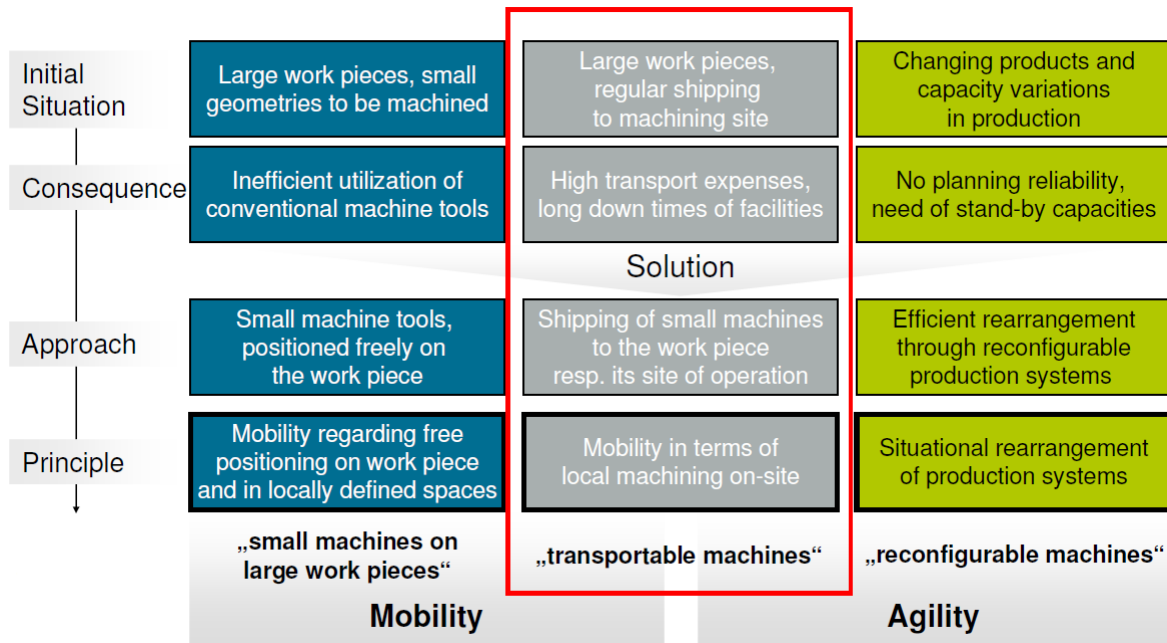 Initial
Situation
Large work pieces, small
geometries to be machined
Large work pieces,
regular shipping
to machining site
Changing products and
capacity variations
in production
Consequence
Inefficient utilization of
conventional machine tools
High transport expenses,
long down times of facilities
No planning reliability,
need of stand-by capacities
Solution
Approach
Small machine tools,
positioned freely on
the work piece
Shipping of small machines
to the work piece
resp. its site of operation
Efficient rearrangement
through reconfigurable
production systems
Principle
Mobility regarding free
positioning on work piece
and in locally defined spaces
Mobility in terms of
local machining on-site
Situational rearrangement
of production systems
„small machines on
large work pieces“
„transportable machines“
„reconfigurable machines“
Mobility
Agility